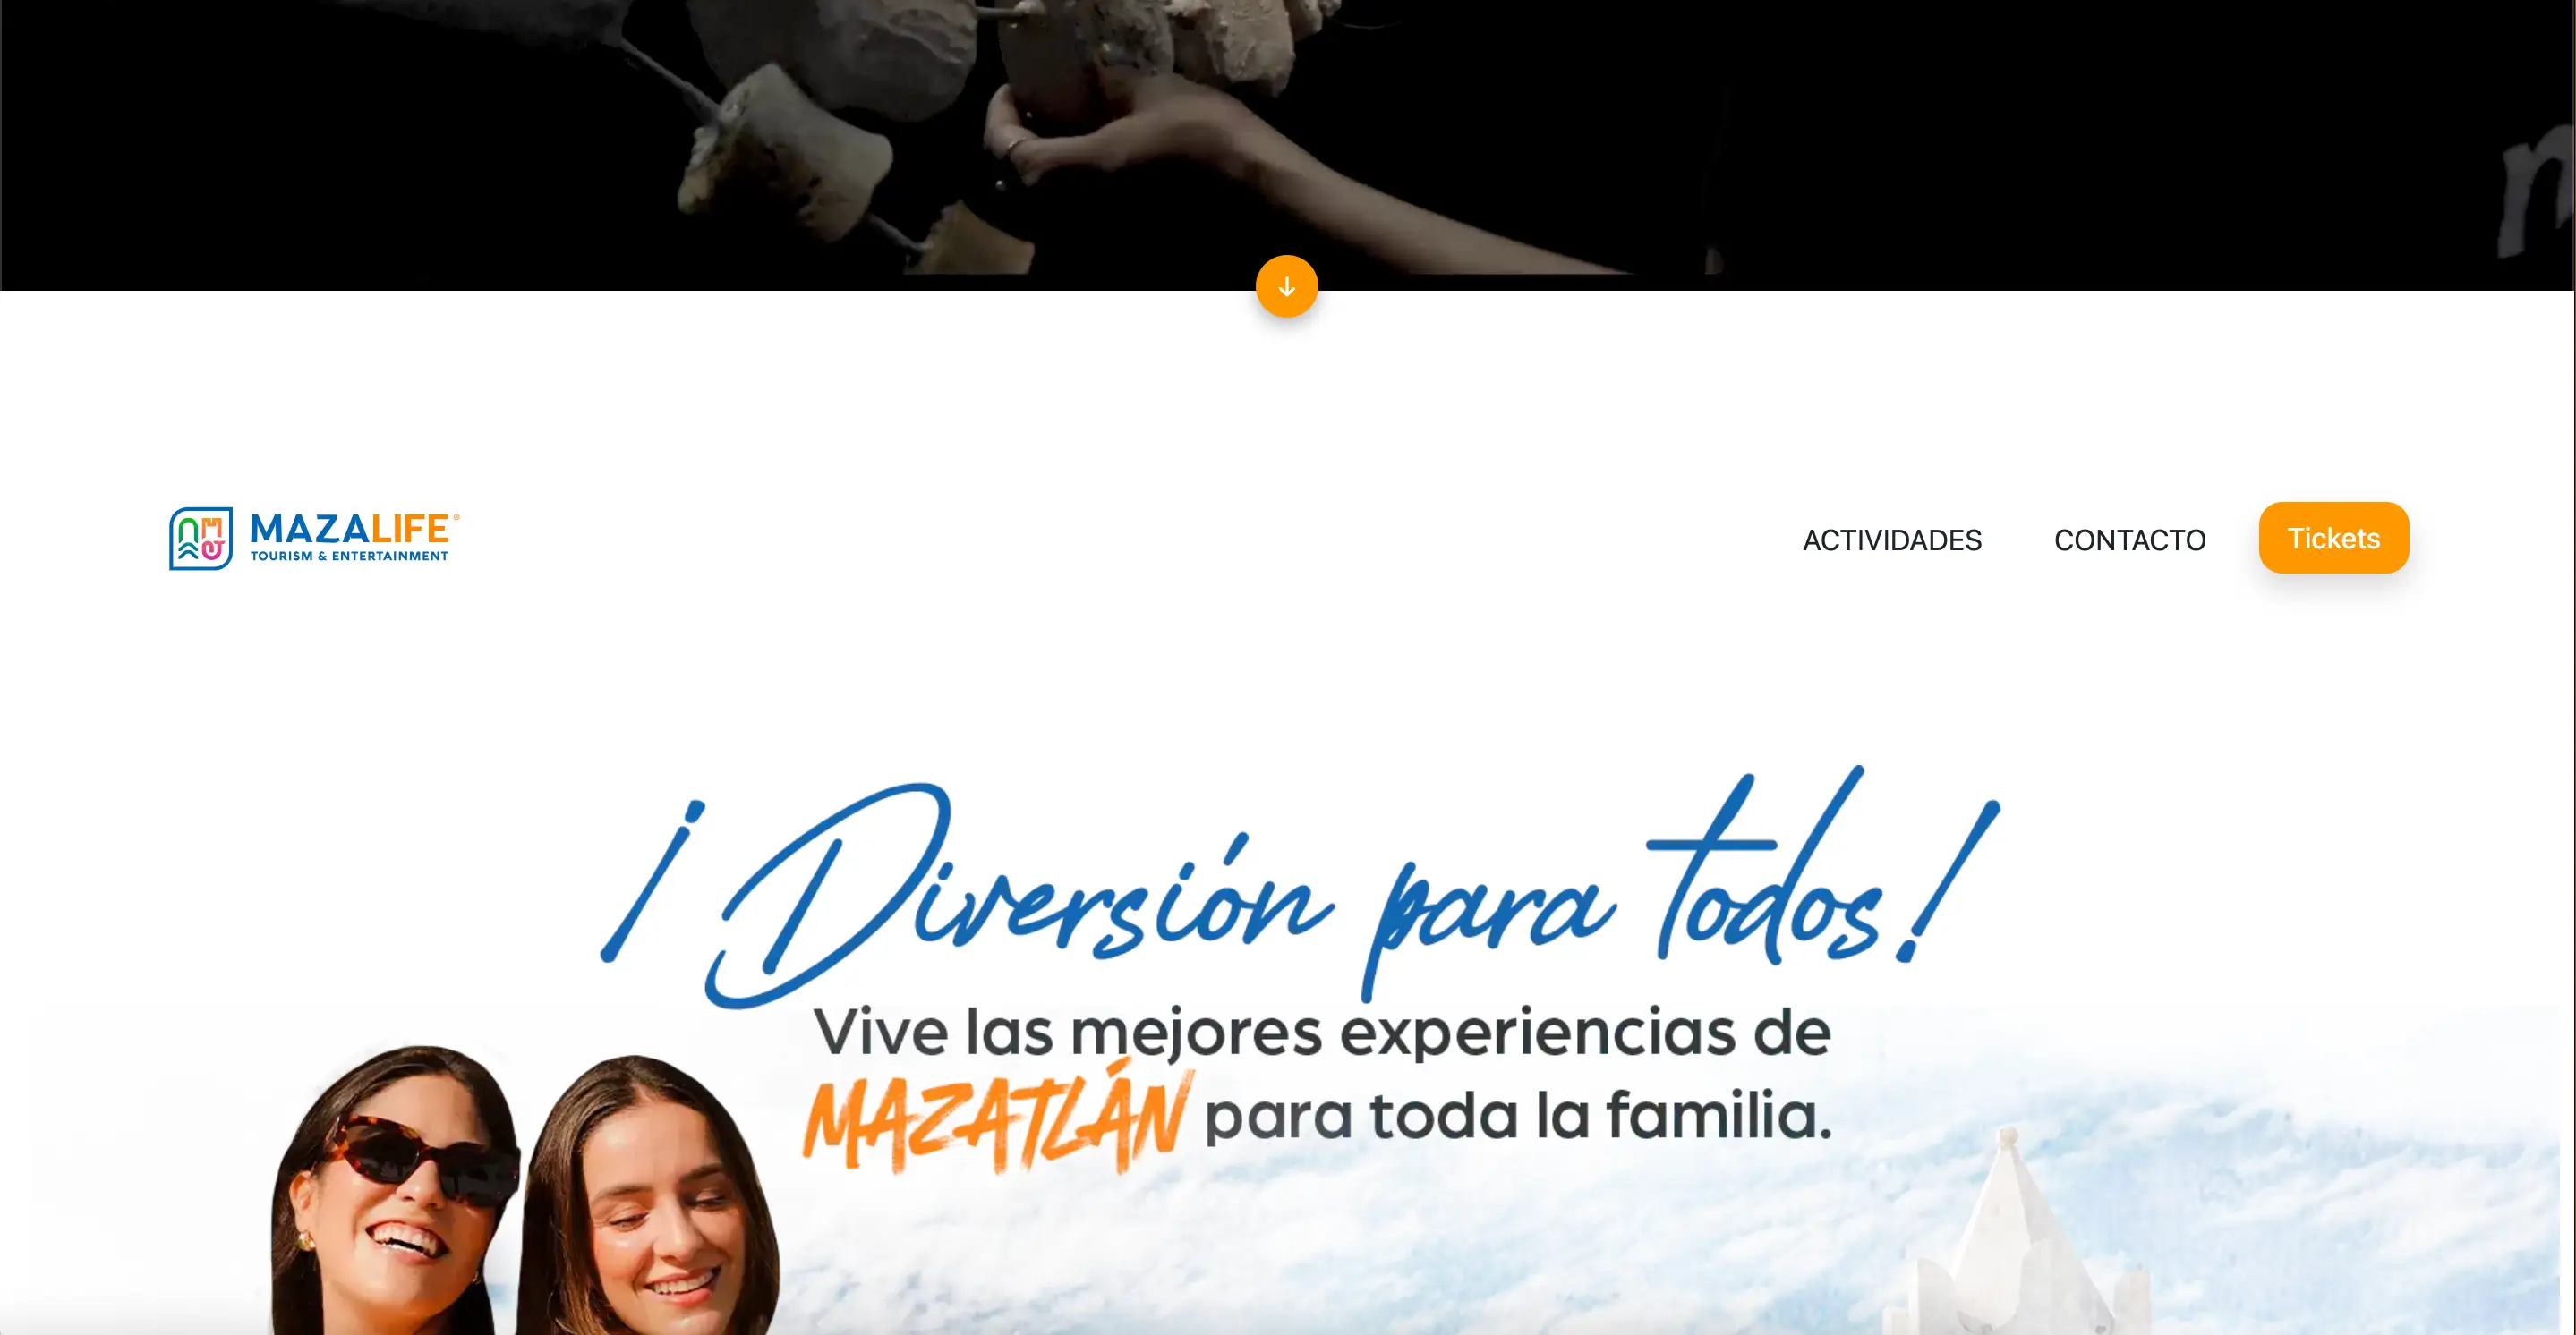 MAZALIFE®
TOURISM & ENTERTAINMENT
ACTIVIDADES
CONTACTO
Tickets
¡Diversión para todos!
Vive las mejores experiencias de
MAZATLÁN para toda la familia.